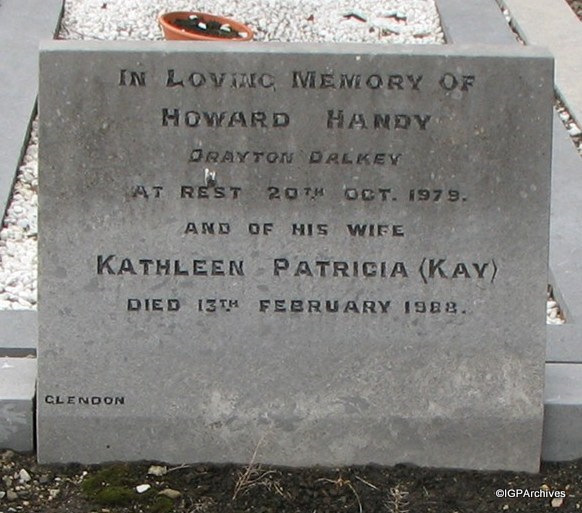 IN LOVING MEMORY OF
HOWARD HANDY
DRAYTON DALKEY
AT REST 20TH OCT. 1979.
AND OF HIS WIFE
KATHLEEN PATRICIA (KAY)
DIED 13TH FEBRUARY 1988.
GLENDON
©IGPArchives